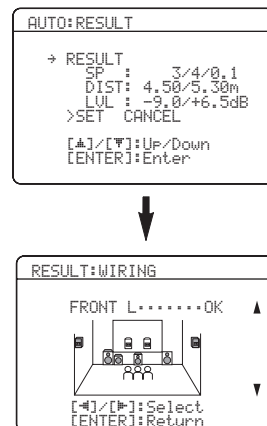 AUTO:RESULT
→ RESULT
SP : 3/4/0.1
DIST: 4.50/5.30m
LVL : -9.0/+6.5dB
>SET CANCEL
[▲]/[▼]:Up/Down
[ENTER]:Enter
RESULT:WIRING
FRONT L·······OK
[◀]/[▶]:Select
[ENTER]:Return